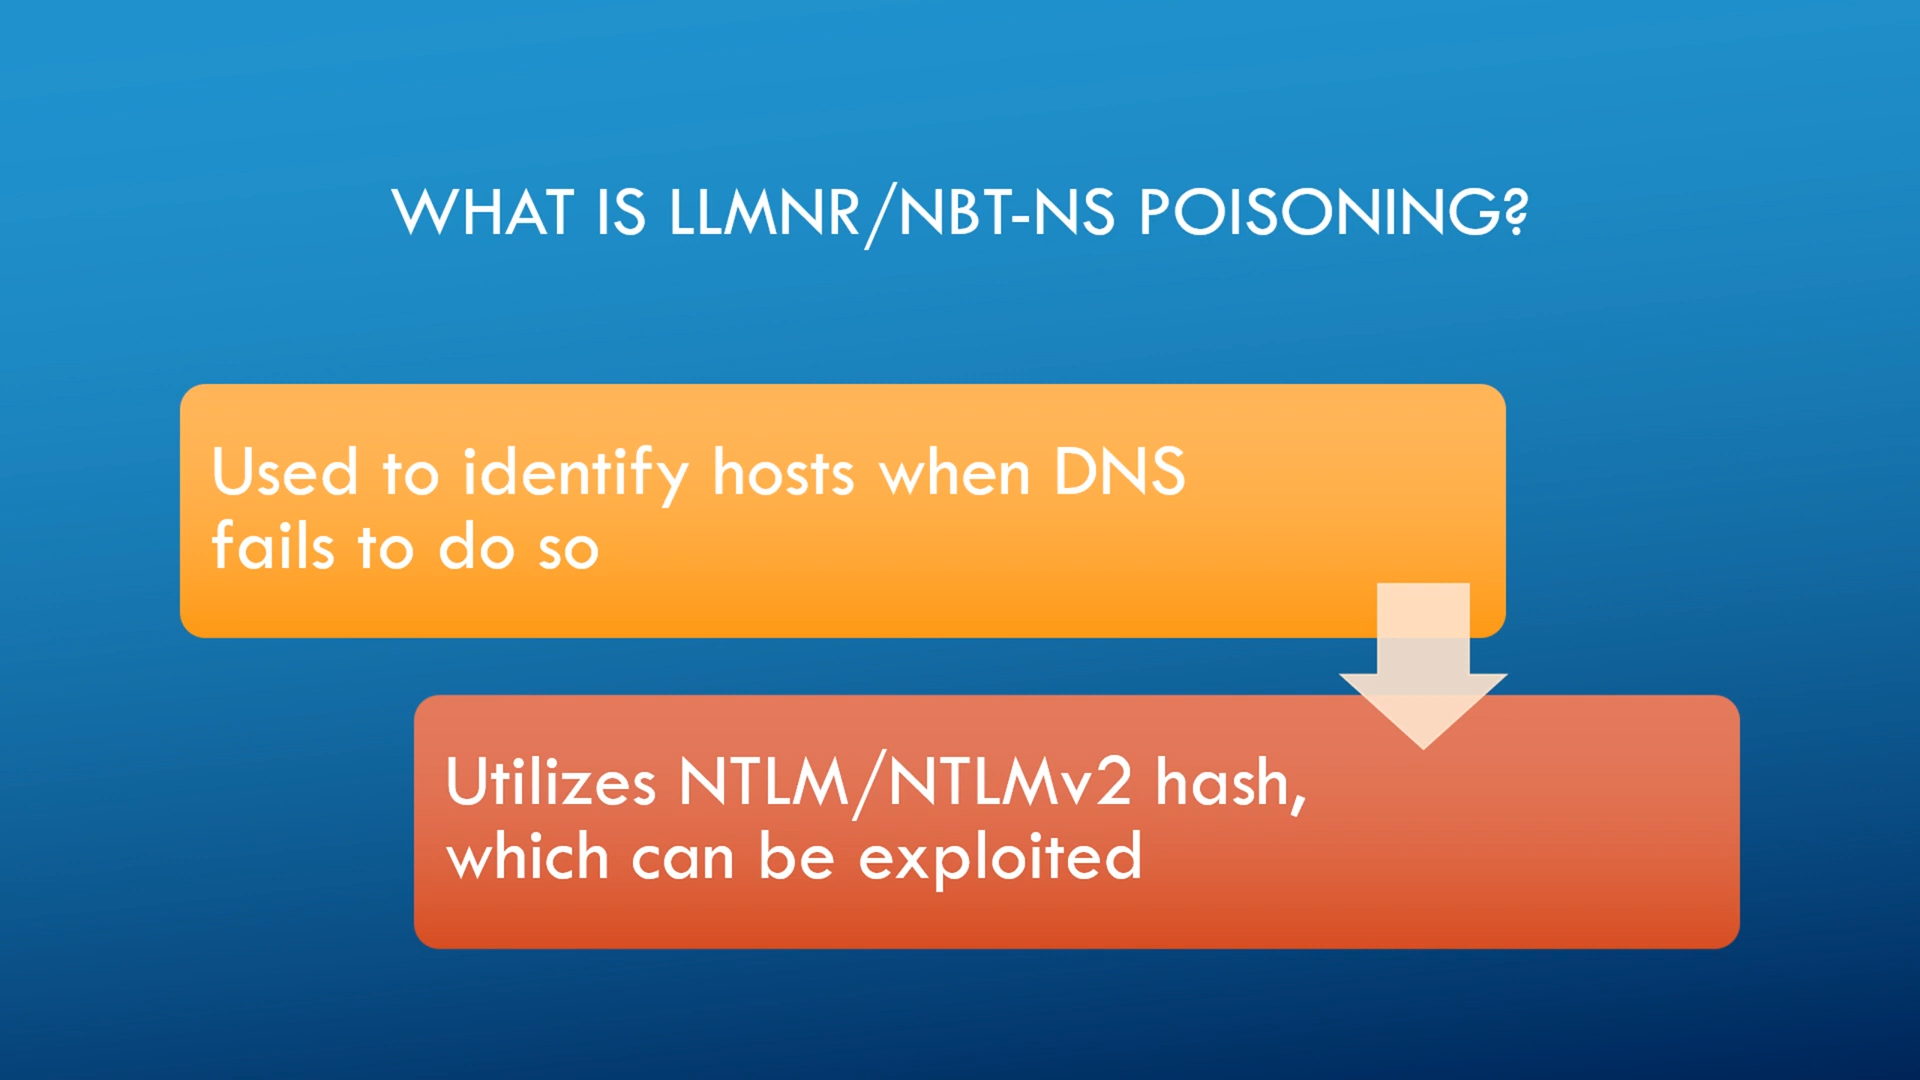 WHAT IS LLMNR/NBT-NS POISONING?
Used to identify hosts when DNS
fails to do so
Utilizes NTLM/NTLMv2 hash,
which can be exploited